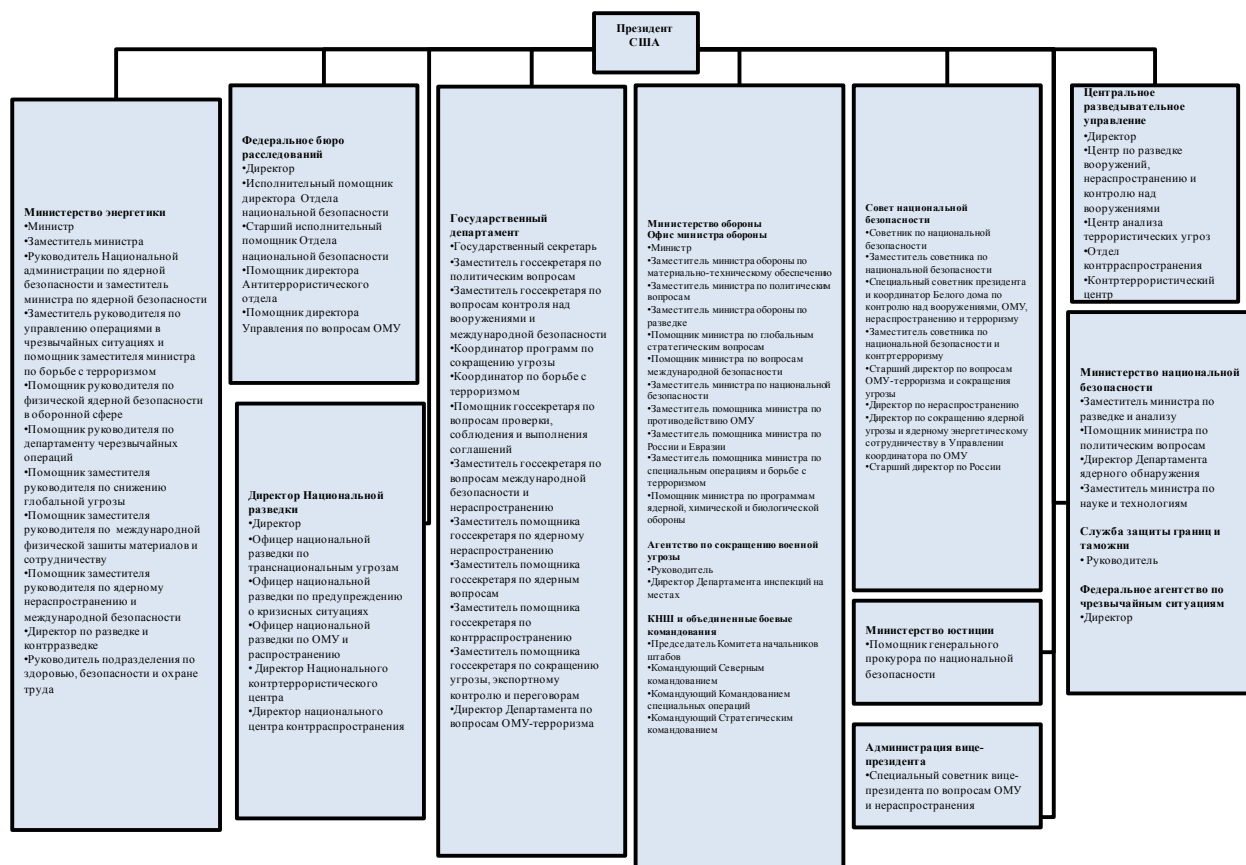 Президент
США
Министерство энергетики
•Министр
•Заместитель министра
•Руководитель Национальной
администрации по ядерной
безопасности и заместитель
министра по ядерной безопасности
•Заместитель руководителя по
управлению операциями в
чрезвычайных ситуациях и
помощник заместителя министра
по борьбе с терроризмом
•Помощник руководителя по
физической ядерной безопасности
в оборонной сфере
•Помощник руководителя по
департаменту черезвычайных
операций
•Помощник заместителя
руководителя по снижению
глобальной угрозы
•Помощник заместителя
руководителя по международной
физической зашиты материалов и
сотрудничеству
•Помощник заместителя
руководителя по ядерному
нераспространению и
международной безопасности
•Директор по разведке и
контрразведке
•Руководитель подразделения по
здоровью, безопасности и охране
труда
Федеральное бюро
расследований
•Директор
•Исполнительный помощник
директора Отдела
национальной безопасности
•Старший исполнительный
помощник Отдела
национальной безопасности
•Помощник директора
Антитеррористического
отдела
•Помощник директора
Управления по вопросам ОМУ
Директор Национальной
разведки
•Директор
•Офицер национальной
разведки по
транснациональным угрозам
•Офицер национальной
разведки по предупреждению
о кризисных ситуациях
•Офицер национальной
разведки по ОМУ и
распространению
• Директор Национального
контртеррористического
центра
•Директор национального
центра контрраспространения
Государственный
департамент
•Государственный секретарь
•Заместитель госсекретаря по
политическим вопросам
•Заместитель госсекретаря по
вопросам контроля над
вооружениями и
международной безопасности
•Координатор программ по
сокращению угрозы
•Координатор по борьбе с
терроризмом
•Помощник госсекретаря по
вопросам проверки,
соблюдения и выполнения
соглашений
•Заместитель госсекретаря по
вопросам международной
безопасности и
нераспространению
•Заместитель помощника
госсекретаря по ядерному
нераспространению
•Заместитель помощника
госсекретаря по ядерным
вопросам
•Заместитель помощника
госсекретаря по
контрраспространению
•Заместитель помощника
госсекретаря по сокращению
угрозы, экспортному
контролю и переговорам
•Директор Департамента по
вопросам ОМУ-терроризма
Министерство обороны
Офис министра обороны
•Министр
•Заместитель министра обороны по
материально-техническому обеспечению
•Заместитель министра по политическим
вопросам
•Заместитель министра обороны по
разведке
•Помощник министра по глобальным
стратегическим вопросам
•Помощник министра по вопросам
международной безопасности
•Заместитель министра по национальной
безопасности
•Заместитель помощника министра по
противодействию ОМУ
•Заместитель помощника министра по
России и Евразии
•Заместитель помощника министра по
специальным операциям и борьбе с
терроризмом
•Помощник министра по программам
ядерной, химической и биологической
обороны
Агентство по сокращению военной
угрозы
•Руководитель
•Директор Департамента инспекций на
местах
КНШ и объединенные боевые
командования
•Председатель Комитета начальников
штабов
•Командующий Северным
командованием
•Командующий Командованием
специальных операций
•Командующий Стратегическим
командованием
Совет национальной
безопасности
•Советник по национальной
безопасности
•Заместитель советника по
национальной безопасности
•Специальный советник президента
и координатор Белого дома по
контролю над вооружениями, ОМУ,
нераспространению и терроризму
•Заместитель советника по
национальной безопасности и
контртерроризму
•Старший директор по вопросам
ОМУ-терроризма и сокращения
угрозы
•Директор по нераспространению
•Директор по сокращению ядерной
угрозы и ядерному энергетическому
сотрудничеству в Управлении
координатора по ОМУ
•Старший директор по России
Министерство юстиции
•Помощник генерального
прокурора по национальной
безопасности
Администрация вице-
президента
•Специальный советник вице-
президента по вопросам ОМУ
и нераспространения
Центральное
разведывательное
управление
•Директор
•Центр по разведке
вооружений,
нераспространению и
контролю над
вооружениями
•Центр анализа
террористических угроз
•Отдел
контрраспространения
•Контртеррористический
центр
Министерство национальной
безопасности
•Заместитель министра по
разведке и анализу
•Помощник министра по
политическим вопросам
•Директор Департамента
ядерного обнаружения
•Заместитель министра по
науке и технологиям
Служба защиты границ и
таможни
• Руководитель
Федеральное агентство по
чрезвычайным ситуациям
•Директор